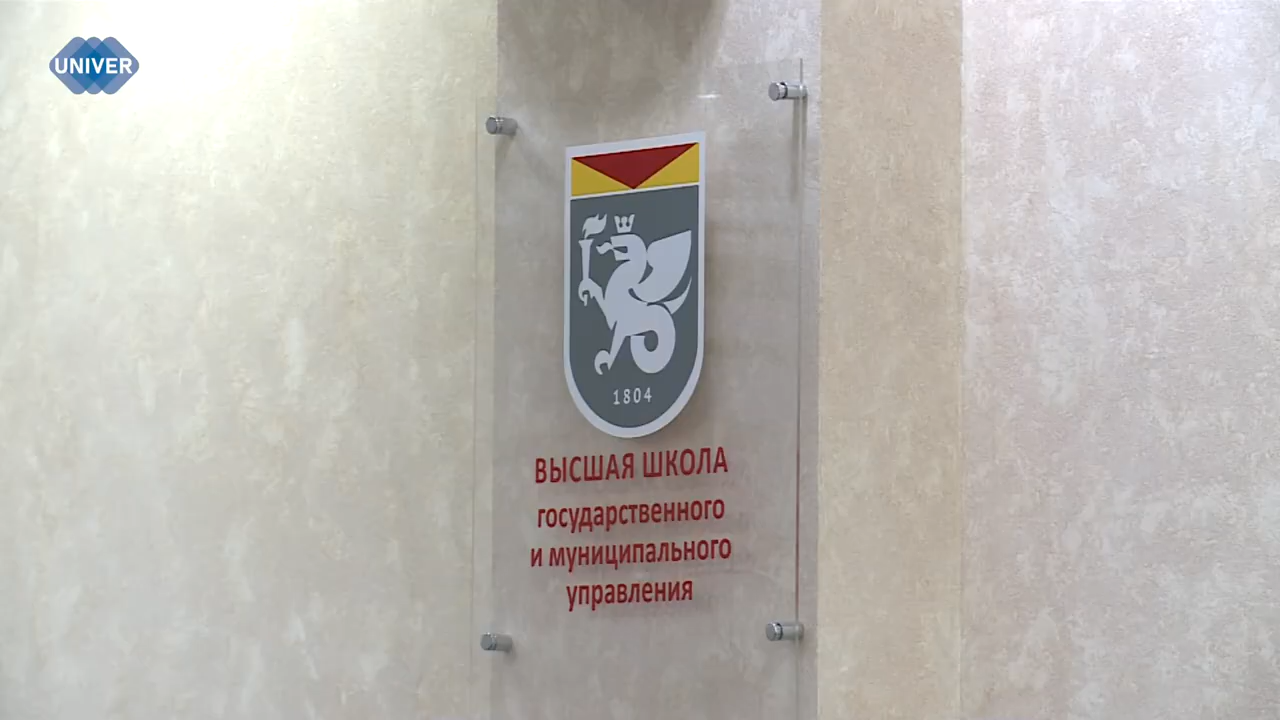 UNIVER
1804
ВЫСШАЯ ШКОЛА
государственного
и муниципального
управления